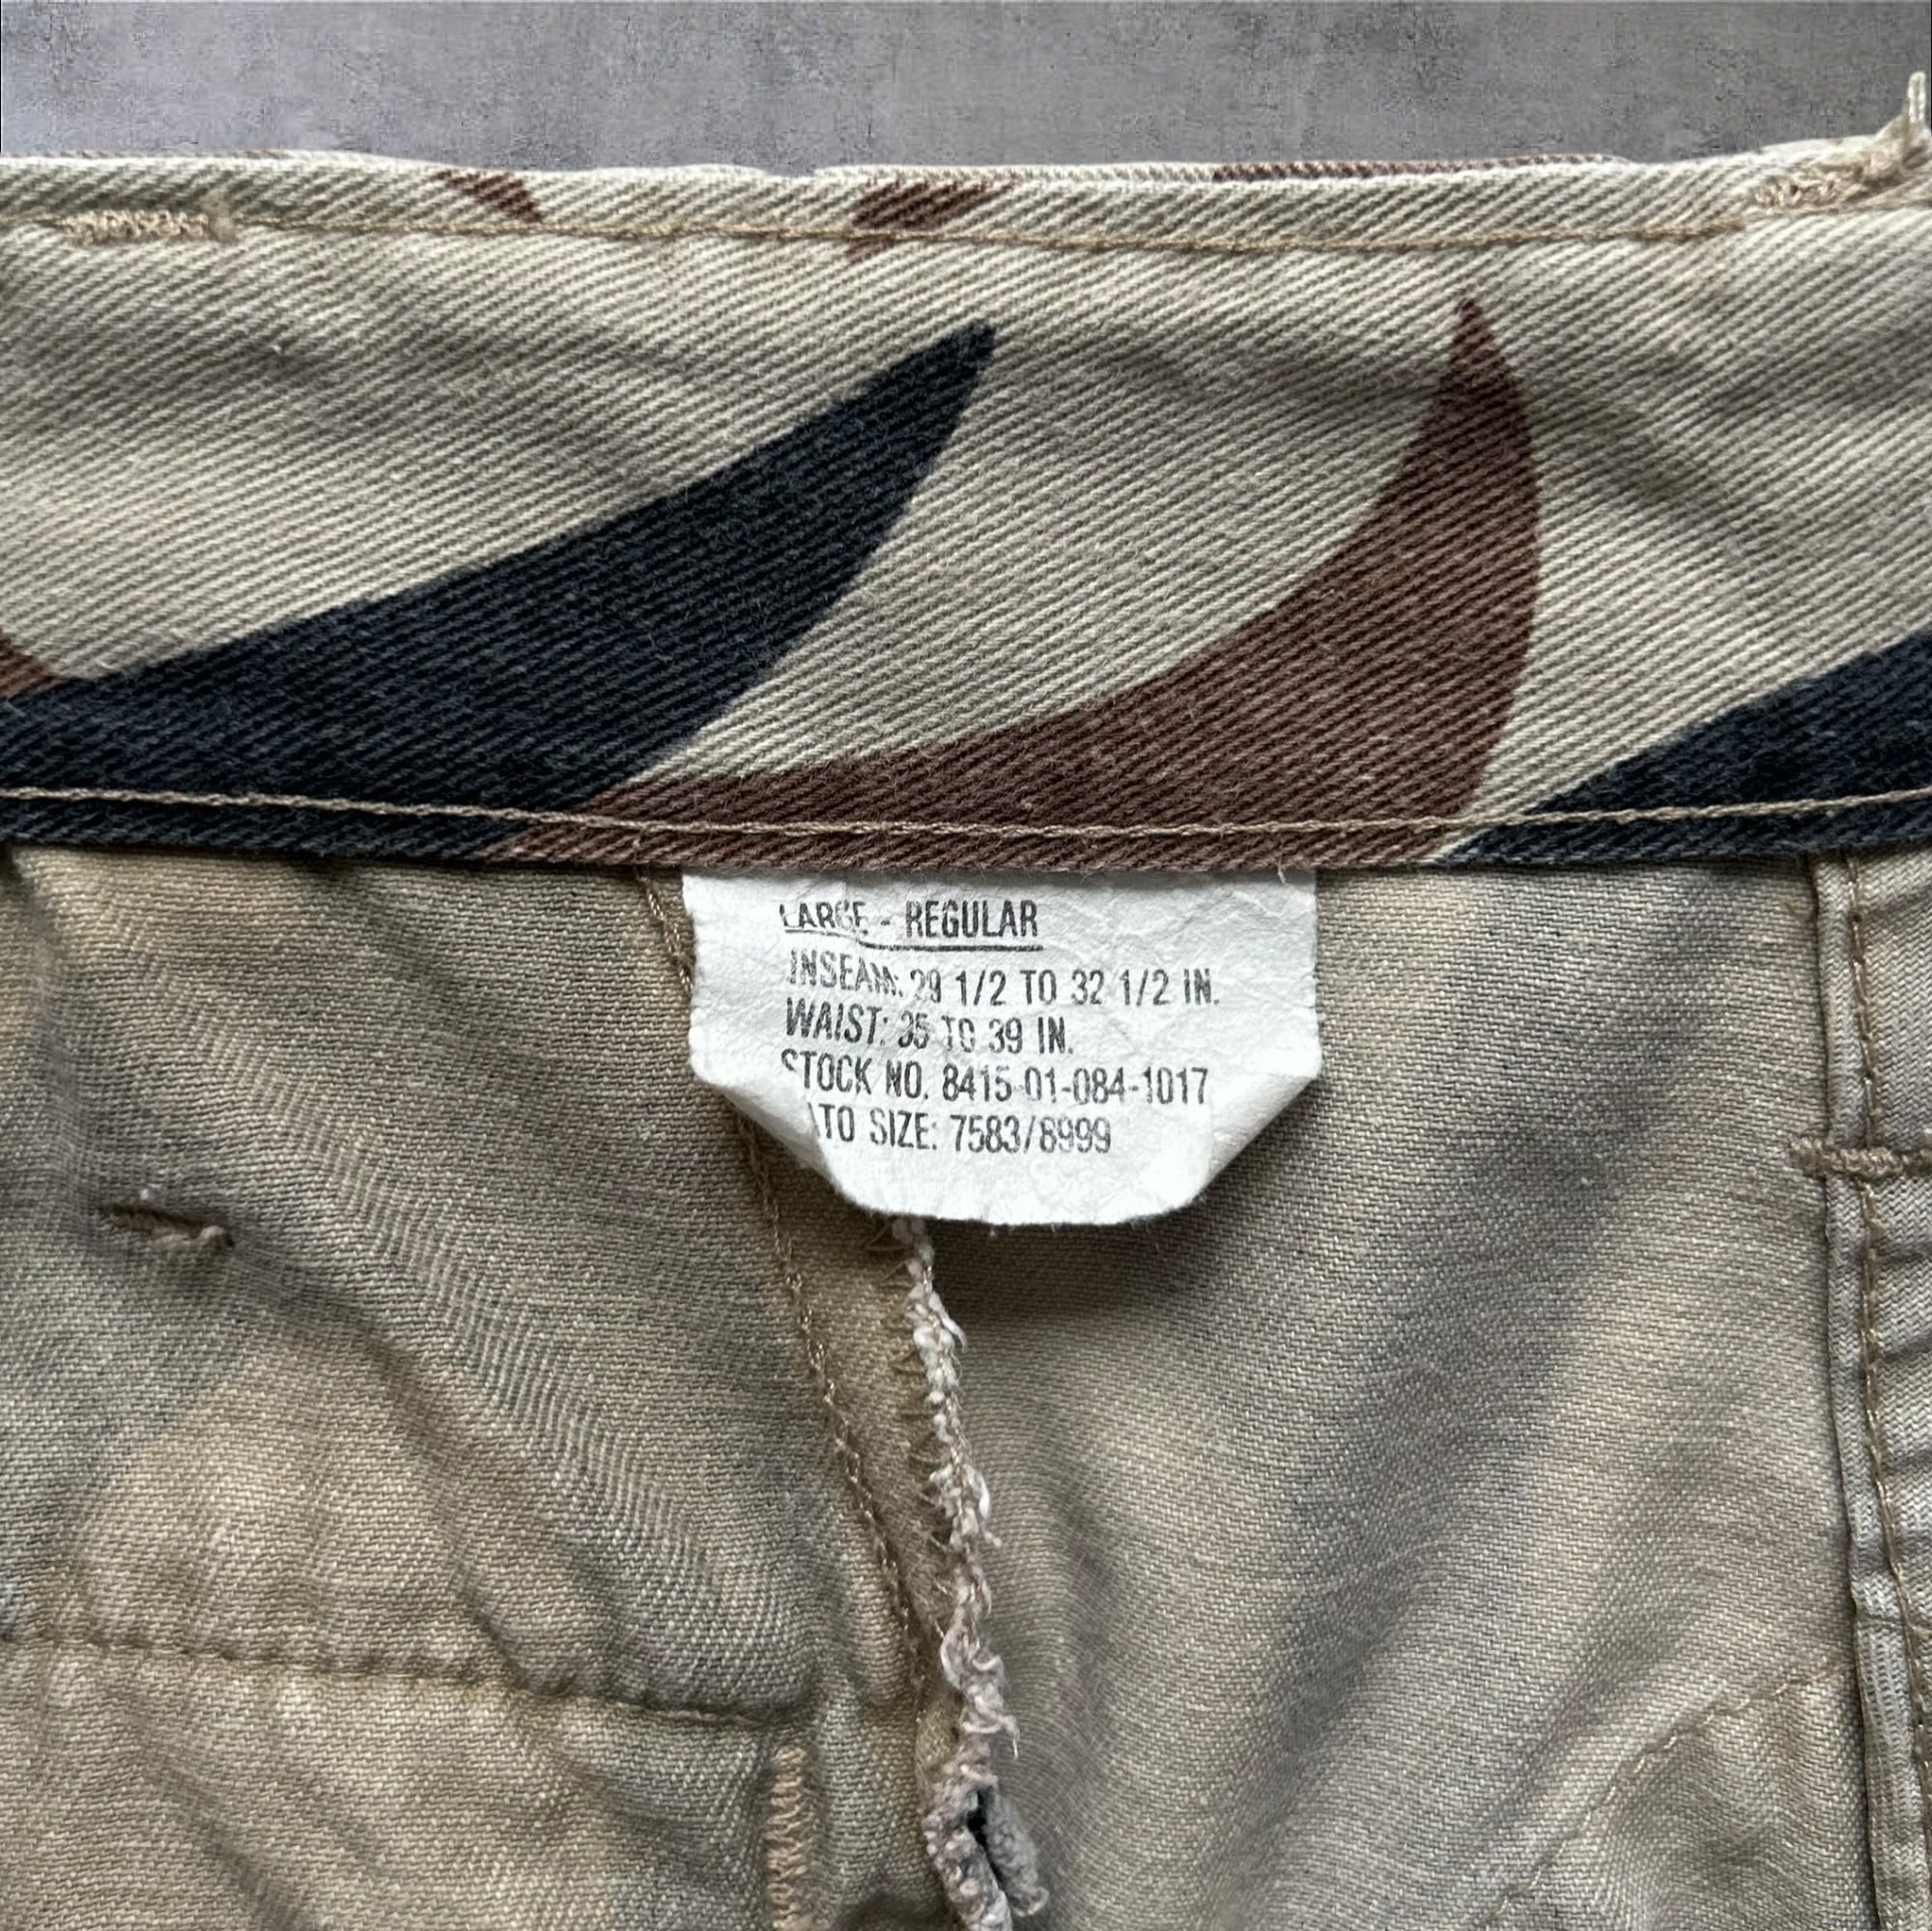 LARGE - REGULAR
INSEAM: 29 1/2 TO 32 1/2 IN.
WAIST: 35 TO 39 IN.
STOCK NO. 8415-01-084-1017
ATO SIZE: 7583/8999